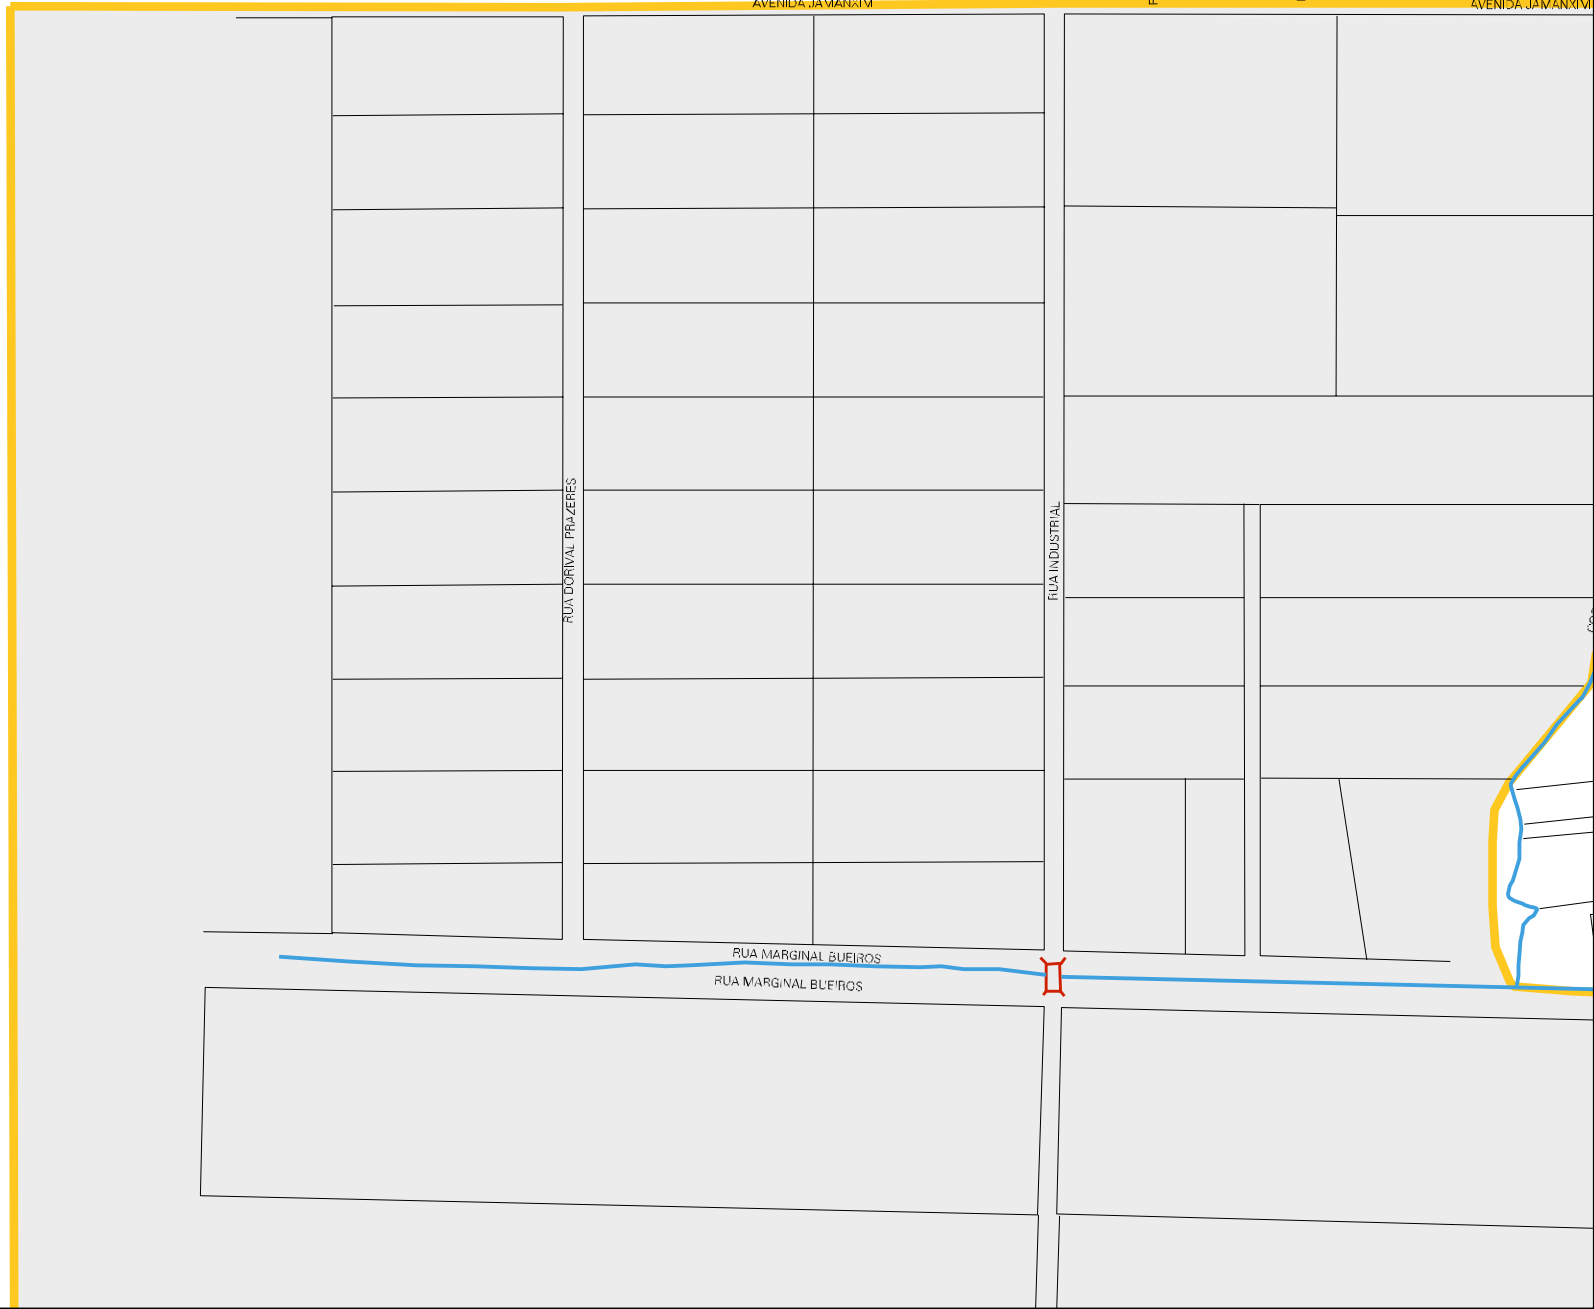 AVENIDA JAMANXIM
AVENIDA JAMANXIM
RUA DORIVAL PRAZERES
RUA INDUSTRIAL
RUA MARGINAL BUEIROS
RUA MARGINAL BUEIROS